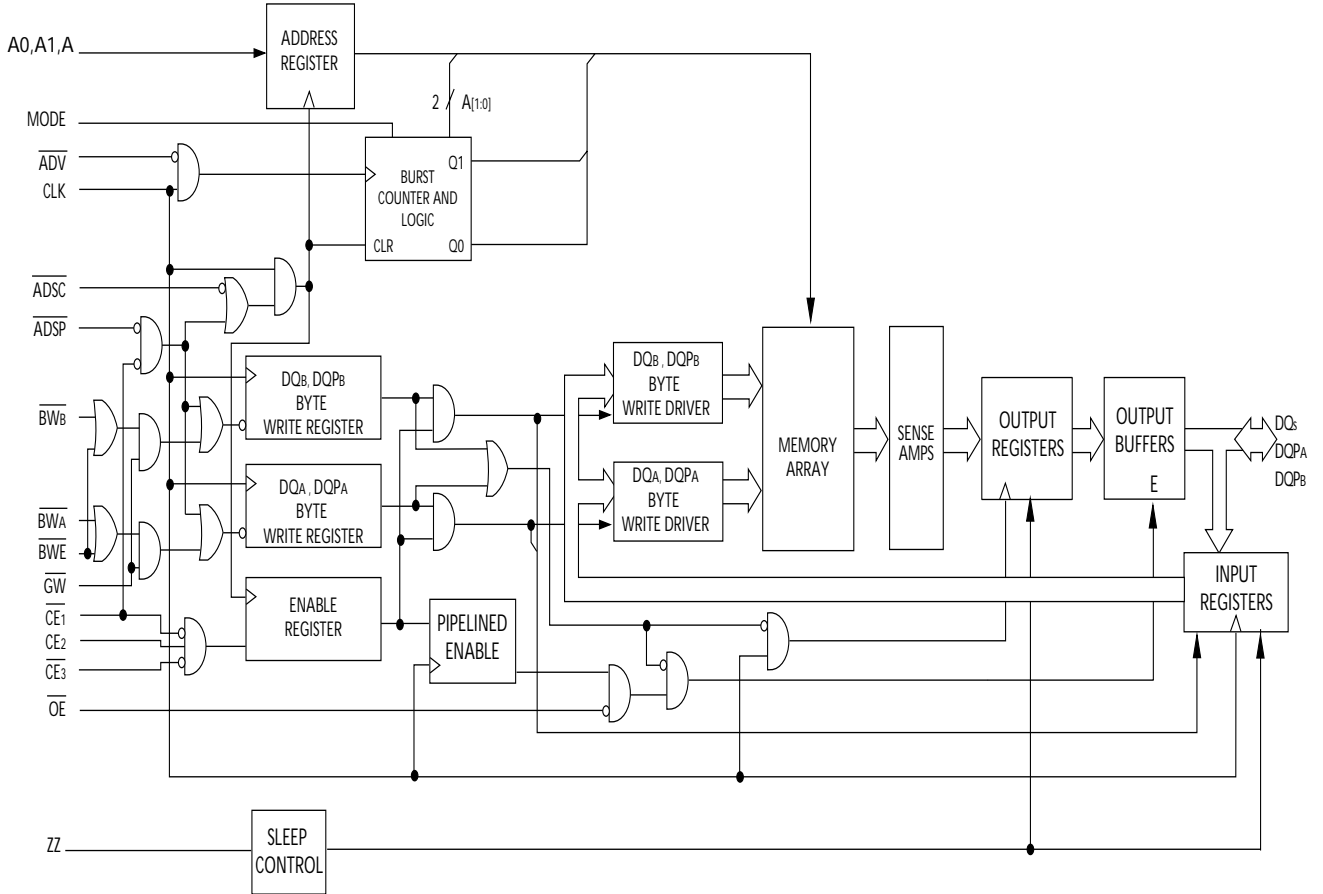 A0,A1,A
ADDRESS
REGISTER
2
A[1:0]
MODE
ADV
CLK
BURST
COUNTER AND
LOGIC
Q1
CLR
Q0
ADSC
ADSP
DQB, DQPB
BYTE
WRITE REGISTER
DQB, DQPB
BYTE
WRITE DRIVER
MEMORY
ARRAY
SENSE
AMPS
OUTPUT
REGISTERS
OUTPUT
BUFFERS
E
DQs
DQPA
DQPB
BWB
DQA, DQPA
BYTE
WRITE REGISTER
DQA, DQPA
BYTE
WRITE DRIVER
BWA
BWE
GW
CE1
CE2
CE3
OE
ENABLE
REGISTER
PIPELINED
ENABLE
INPUT
REGISTERS
ZZ
SLEEP
CONTROL